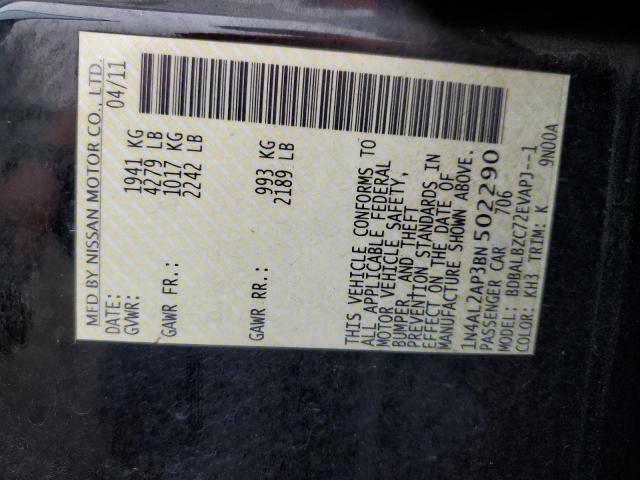 MFD BY NISSAN MOTOR CO., LTD.
DATE: 04/11
GVWR: 1941 KG
4279 LB
GAWR FR.: 1017 KG
2242 LB
GAWR RR.: 993 KG
2189 LB
THIS VEHICLE CONFORMS TO
ALL APPLICABLE FEDERAL
MOTOR VEHICLE SAFETY,
BUMPER, AND THEFT
PREVENTION STANDARDS IN
EFFECT ON THE DATE OF
MANUFACTURE SHOWN ABOVE.
1N4AL2AP3BN 502290
PASSENGER CAR 706
MODEL: BDBALBZC72EVAPJ--1
COLOR: KH3 TRIM: K 9N00A